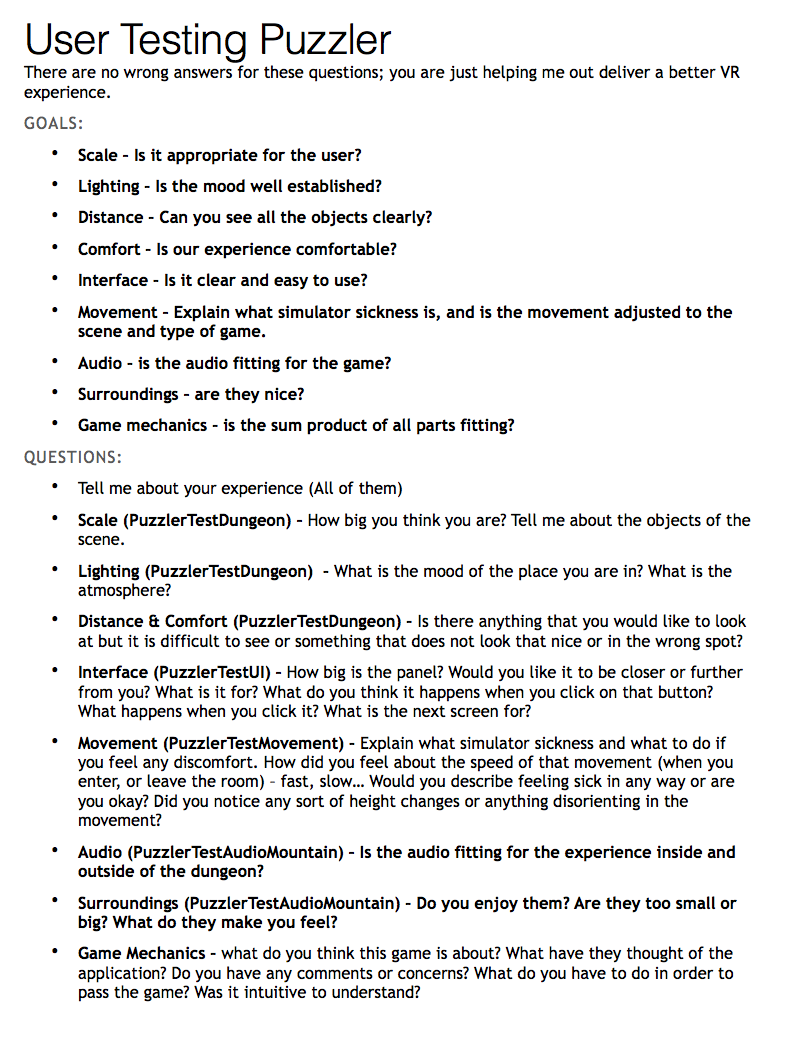 User Testing Puzzler
There are no wrong answers for these questions; you are just helping me out deliver a better VR
experience.
GOALS:
• Scale – Is it appropriate for the user?
• Lighting – Is the mood well established?
• Distance – Can you see all the objects clearly?
• Comfort – Is our experience comfortable?
• Interface – Is it clear and easy to use?
• Movement – Explain what simulator sickness is, and is the movement adjusted to the
scene and type of game.
• Audio – is the audio fitting for the game?
• Surroundings – are they nice?
• Game mechanics – is the sum product of all parts fitting?
QUESTIONS:
• Tell me about your experience (All of them)
• Scale (PuzzlerTestDungeon) – How big you think you are? Tell me about the objects of the
scene.
• Lighting (PuzzlerTestDungeon)  – What is the mood of the place you are in? What is the
atmosphere?
• Distance & Comfort (PuzzlerTestDungeon) – Is there anything that you would like to look
at but it is difficult to see or something that does not look that nice or in the wrong spot?
• Interface (PuzzlerTestUI) – How big is the panel? Would you like it to be closer or further
from you? What is it for? What do you think it happens when you click on that button?
What happens when you click it? What is the next screen for?
• Movement (PuzzlerTestMovement) – Explain what simulator sickness and what to do if
you feel any discomfort. How did you feel about the speed of that movement (when you
enter, or leave the room) – fast, slow… Would you describe feeling sick in any way or are
you okay? Did you notice any sort of height changes or anything disorienting in the
movement?
• Audio (PuzzlerTestAudioMountain) – Is the audio fitting for the experience inside and
outside of the dungeon?
• Surroundings (PuzzlerTestAudioMountain) – Do you enjoy them? Are they too small or
big? What do they make you feel?
• Game Mechanics – what do you think this game is about? What have they thought of the
application? Do you have any comments or concerns? What do you have to do in order to
pass the game? Was it intuitive to understand?